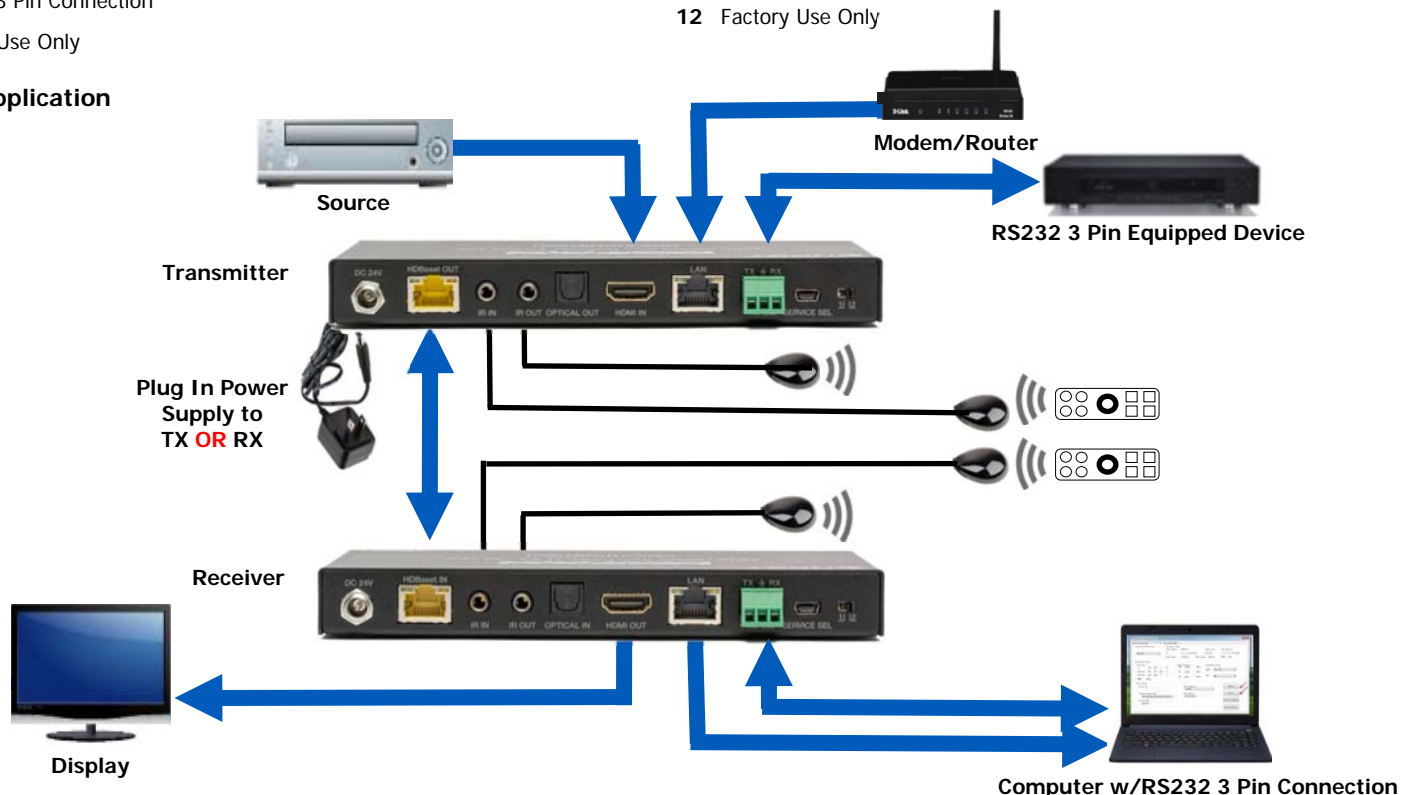 3 Pin Connection
Use Only
12 Factory Use Only
pplication
Source
Modem/Router
D-Link
RS232 3 Pin Equipped Device
Transmitter
DC 24V
HDBaset OUT
IR IN
IR OUT
OPTICAL OUT
HDMI IN
LAN
TX RX
SERVICE SEL
Plug In Power
Supply to
TX OR RX
Receiver
DC 24V
HDBaset IN
IR IN
IR OUT
OPTICAL IN
HDMI OUT
LAN
TX RX
SERVICE SEL
Display
Computer w/RS232 3 Pin Connection